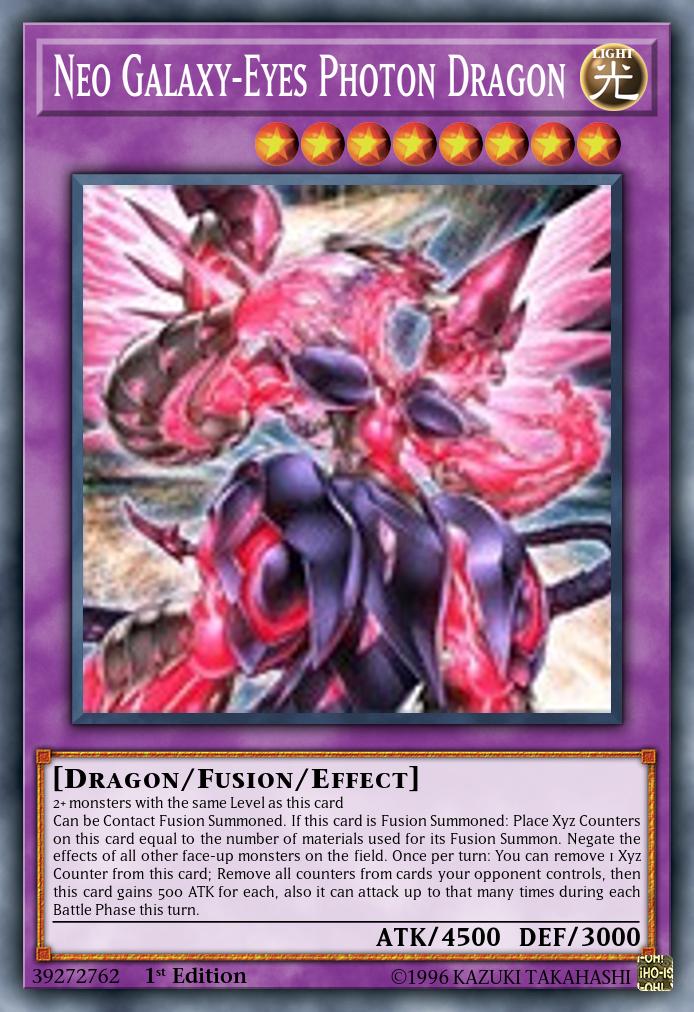 Neo Galaxy-Eyes Photon Dragon
LIGHT
光
[Dragon/Fusion/Effect]
2+ monsters with the same Level as this card
Can be Contact Fusion Summoned. If this card is Fusion Summoned: Place Xyz Counters
on this card equal to the number of materials used for its Fusion Summon. Negate the
effects of all other face-up monsters on the field. Once per turn: You can remove 1 Xyz
Counter from this card; Remove all counters from cards your opponent controls, then
this card gains 500 ATK for each, also it can attack up to that many times during each
Battle Phase this turn.
ATK/4500 DEF/3000
39272762 1st Edition ©1996 KAZUKI TAKAHASHI